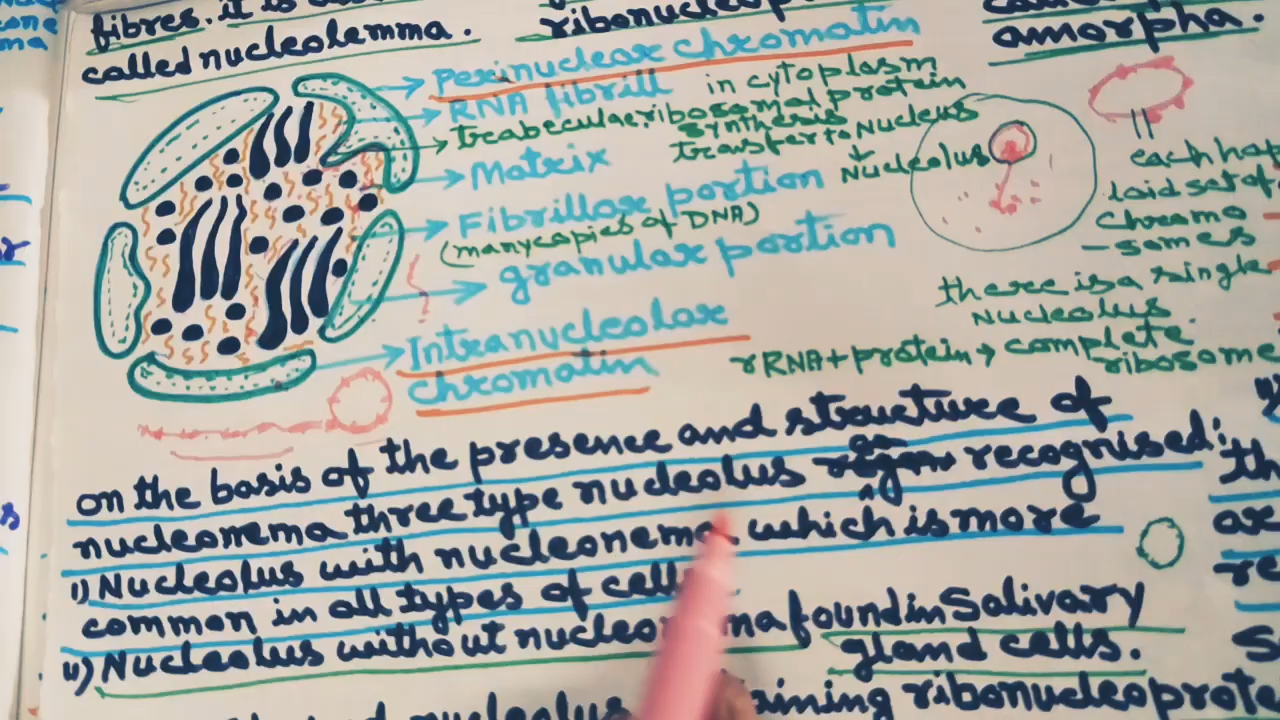 fibres. it is
called nucleolemma.
amorpha.
Perinuclear chromatin
RNA fibrill
in cytoplasm
trabeculae, ribosomal protein
synthesis
transfer to Nucleus
↓
Nucleolus
Matrix
Fibrillar portion
(many copies of DNA)
granular portion
Intranucleolar
chromatin
each hap
loid set of
chromo
-somes
there is a single
Nucleolus.
rRNA + protein → complete
ribosome
on the basis of the presence and structure of
nucleonema three type nucleolus are recognised:
i) Nucleolus with nucleonema which is more
common in all types of cell
ii) Nucleolus without nucleo ma found in Salivary
gland cells.
nucleolus ribonucleoprote